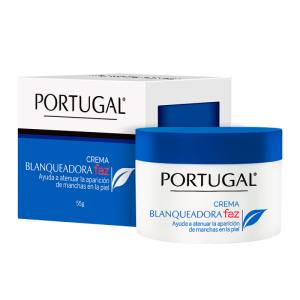 PORTUGAL®
CREMA
BLANQUEADORA faz
Ayuda a atenuar la aparición
de manchas en la piel
55g
PORTUGAL®
CREMA
BLANQUEADORA faz
Ayuda a atenuar la aparición
de manchas en la piel